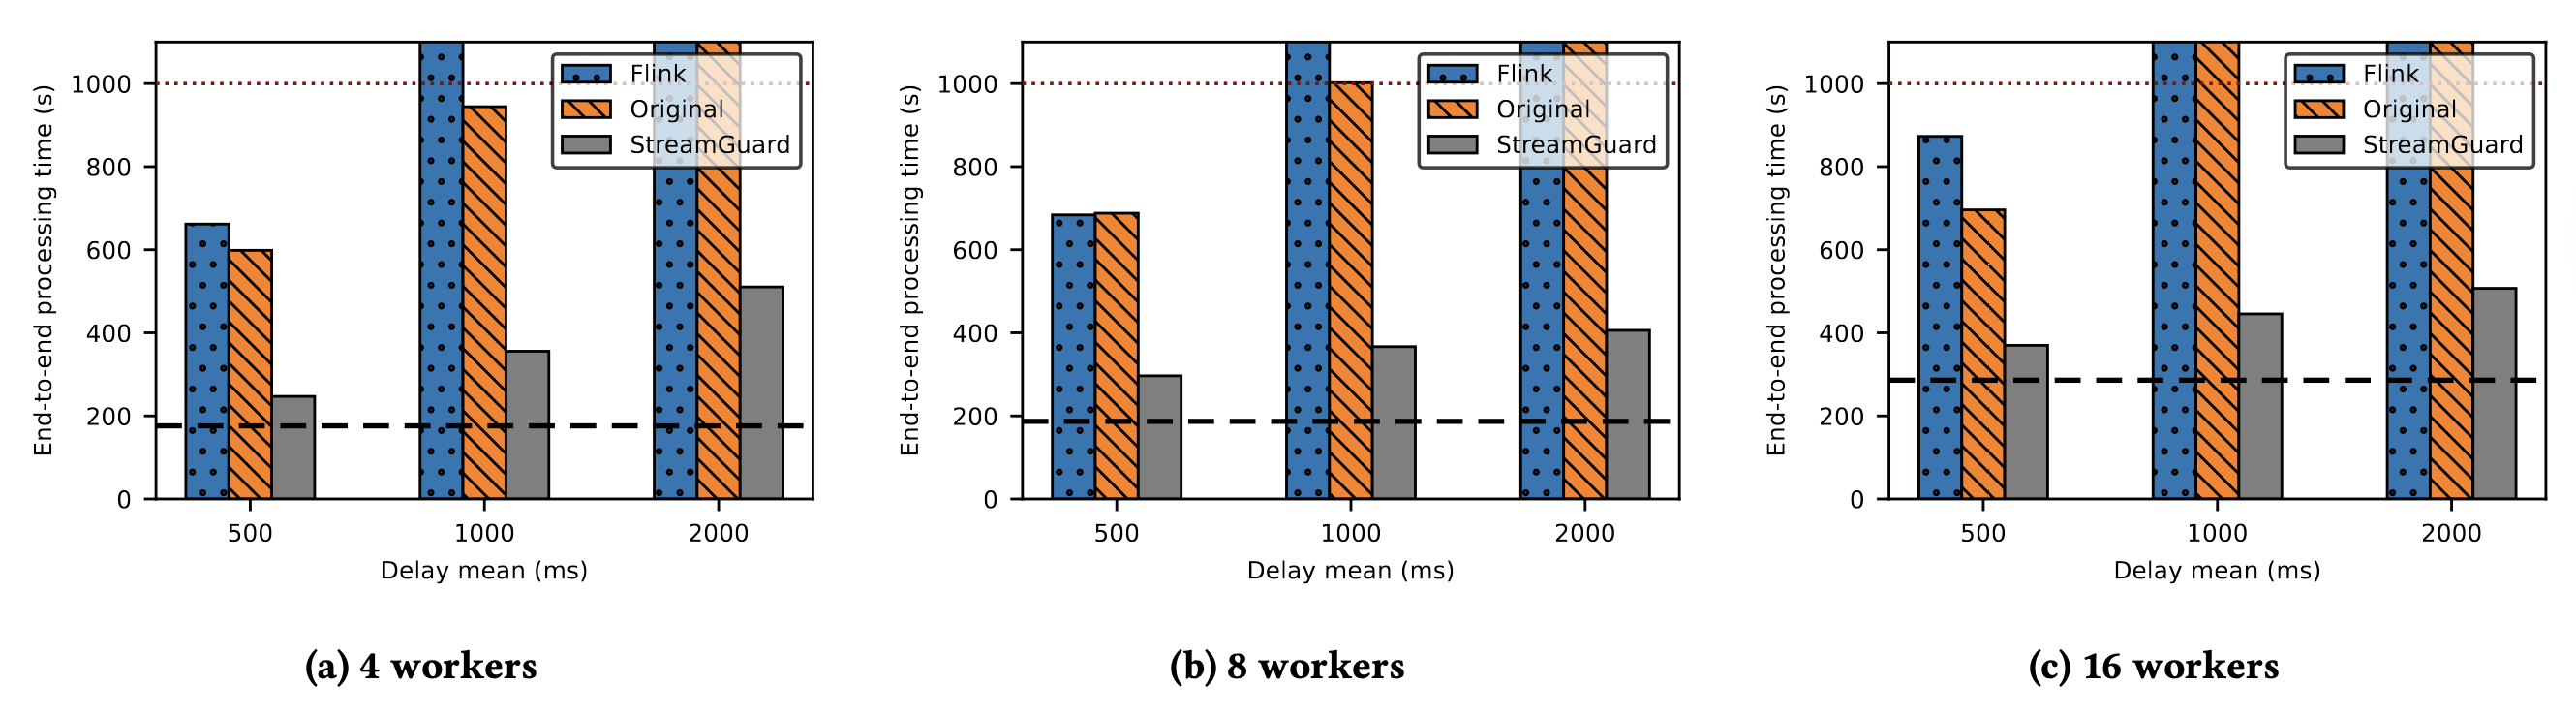 End-to-end processing time (s)
1000
800
600
400
200
0
Flink
Original
StreamGuard
500
1000
2000
Delay mean (ms)
(a) 4 workers
End-to-end processing time (s)
1000
800
600
400
200
0
Flink
Original
StreamGuard
500
1000
2000
Delay mean (ms)
(b) 8 workers
End-to-end processing time (s)
1000
800
600
400
200
0
Flink
Original
StreamGuard
500
1000
2000
Delay mean (ms)
(c) 16 workers